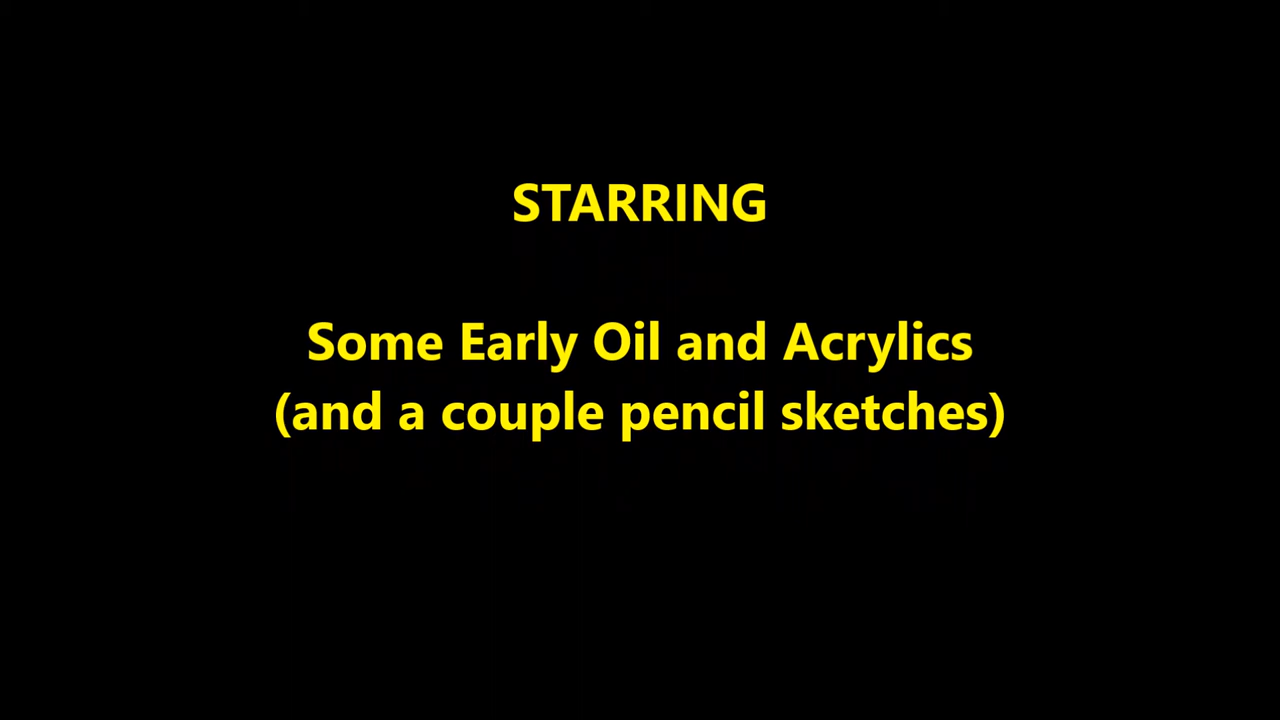 STARRING
Some Early Oil and Acrylics
(and a couple pencil sketches)